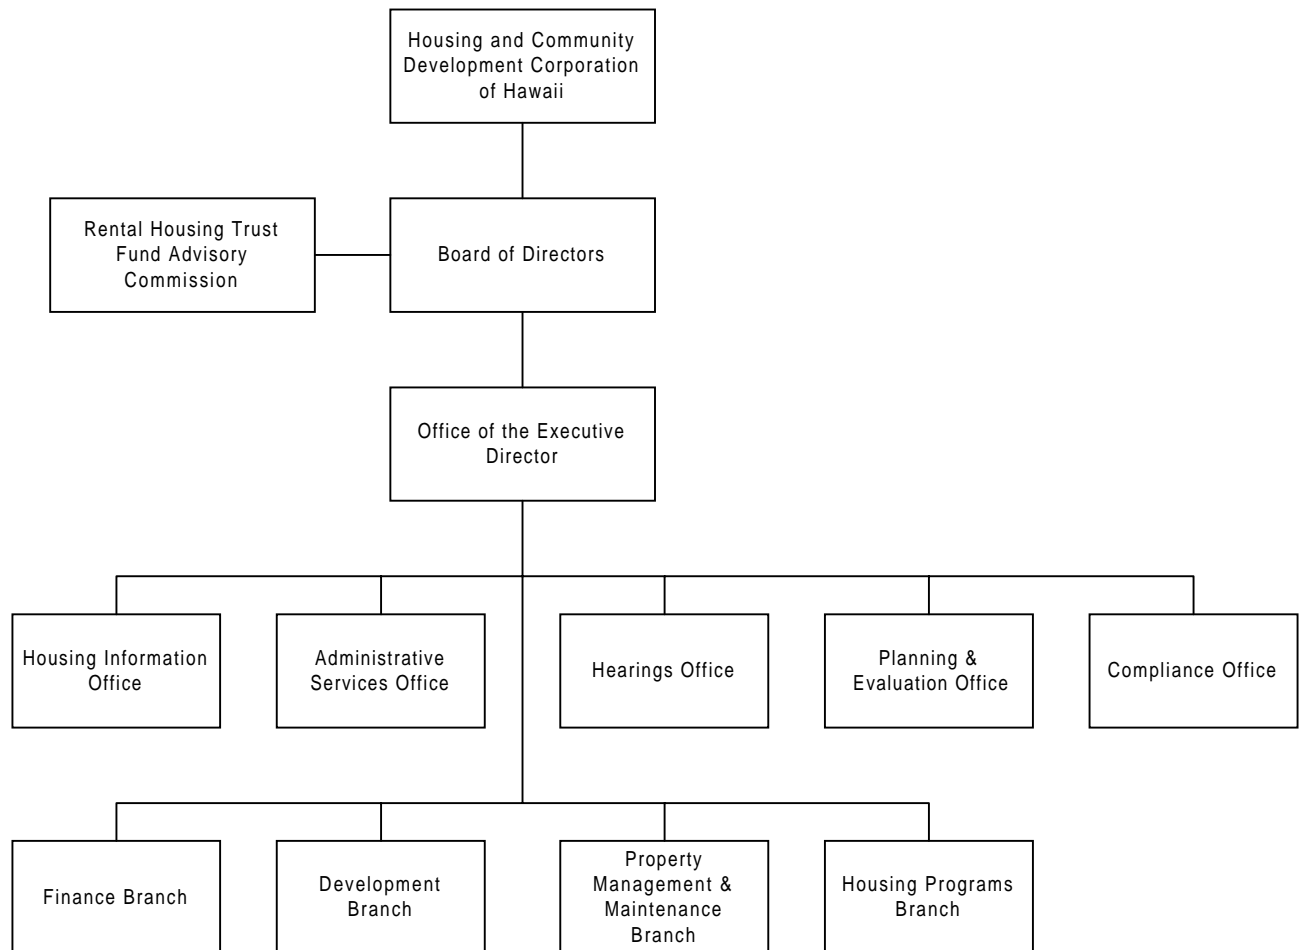 Housing and Community
Development Corporation
of Hawaii
Rental Housing Trust
Fund Advisory
Commission
Board of Directors
Office of the Executive
Director
Housing Information
Office
Administrative
Services Office
Hearings Office
Planning &
Evaluation Office
Compliance Office
Finance Branch
Development
Branch
Property
Management &
Maintenance
Branch
Housing Programs
Branch